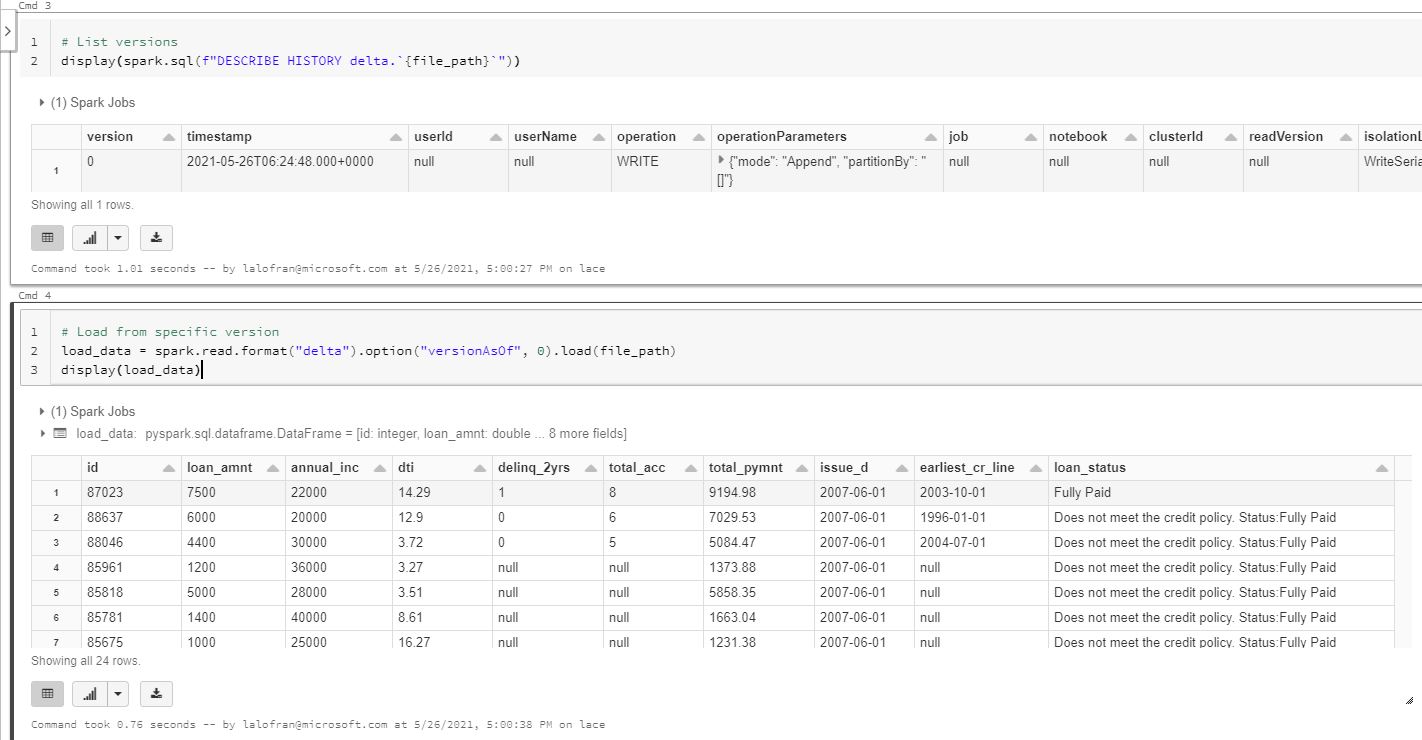 Cmd 3
1 # List versions
2 display(spark.sql(f"DESCRIBE HISTORY delta.`{file_path}`"))
(1) Spark Jobs
version timestamp userId userName operation operationParameters job notebook clusterId readVersion isolationL
1 0 2021-05-26T06:24:48.000+0000 null null WRITE {"mode": "Append", "partitionBy": " null null null null WriteSeria
[]"}
Showing all 1 rows.
Command took 1.01 seconds -- by lalofran@microsoft.com at 5/26/2021, 5:00:27 PM on lace
Cmd 4
1 # Load from specific version
2 load_data = spark.read.format("delta").option("versionAsOf", 0).load(file_path)
3 display(load_data)
(1) Spark Jobs
load_data: pyspark.sql.dataframe.DataFrame = [id: integer, loan_amnt: double ... 8 more fields]
id loan_amnt annual_inc dti delinq_2yrs total_acc total_pymnt issue_d earliest_cr_line loan_status
1 87023 7500 22000 14.29 1 8 9194.98 2007-06-01 2003-10-01 Fully Paid
2 88637 6000 20000 12.9 0 6 7029.53 2007-06-01 1996-01-01 Does not meet the credit policy. Status:Fully Paid
3 88046 4400 30000 3.72 0 5 5084.47 2007-06-01 2004-07-01 Does not meet the credit policy. Status:Fully Paid
4 85961 1200 36000 3.27 null null 1373.88 2007-06-01 null Does not meet the credit policy. Status:Fully Paid
5 85818 5000 28000 3.51 null null 5858.35 2007-06-01 null Does not meet the credit policy. Status:Fully Paid
6 85781 1400 40000 8.61 null null 1663.04 2007-06-01 null Does not meet the credit policy. Status:Fully Paid
7 85675 1000 25000 16.27 null null 1231.38 2007-06-01 null Does not meet the credit policy. Status:Fully Paid
Showing all 24 rows.
Command took 0.76 seconds -- by lalofran@microsoft.com at 5/26/2021, 5:00:38 PM on lace